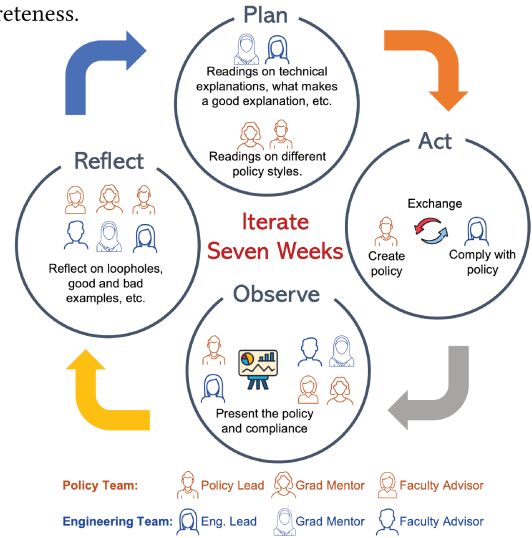 reteness.
Plan
Readings on technical
explanations, what makes
a good explanation, etc.
Readings on different
policy styles.
Act
Exchange
Create
policy
Comply with
policy
Reflect
Reflect on loopholes,
good and bad
examples, etc.
Iterate
Seven Weeks
Observe
Present the policy
and compliance
Policy Team: Policy Lead Grad Mentor Faculty Advisor
Engineering Team: Eng. Lead Grad Mentor Faculty Advisor